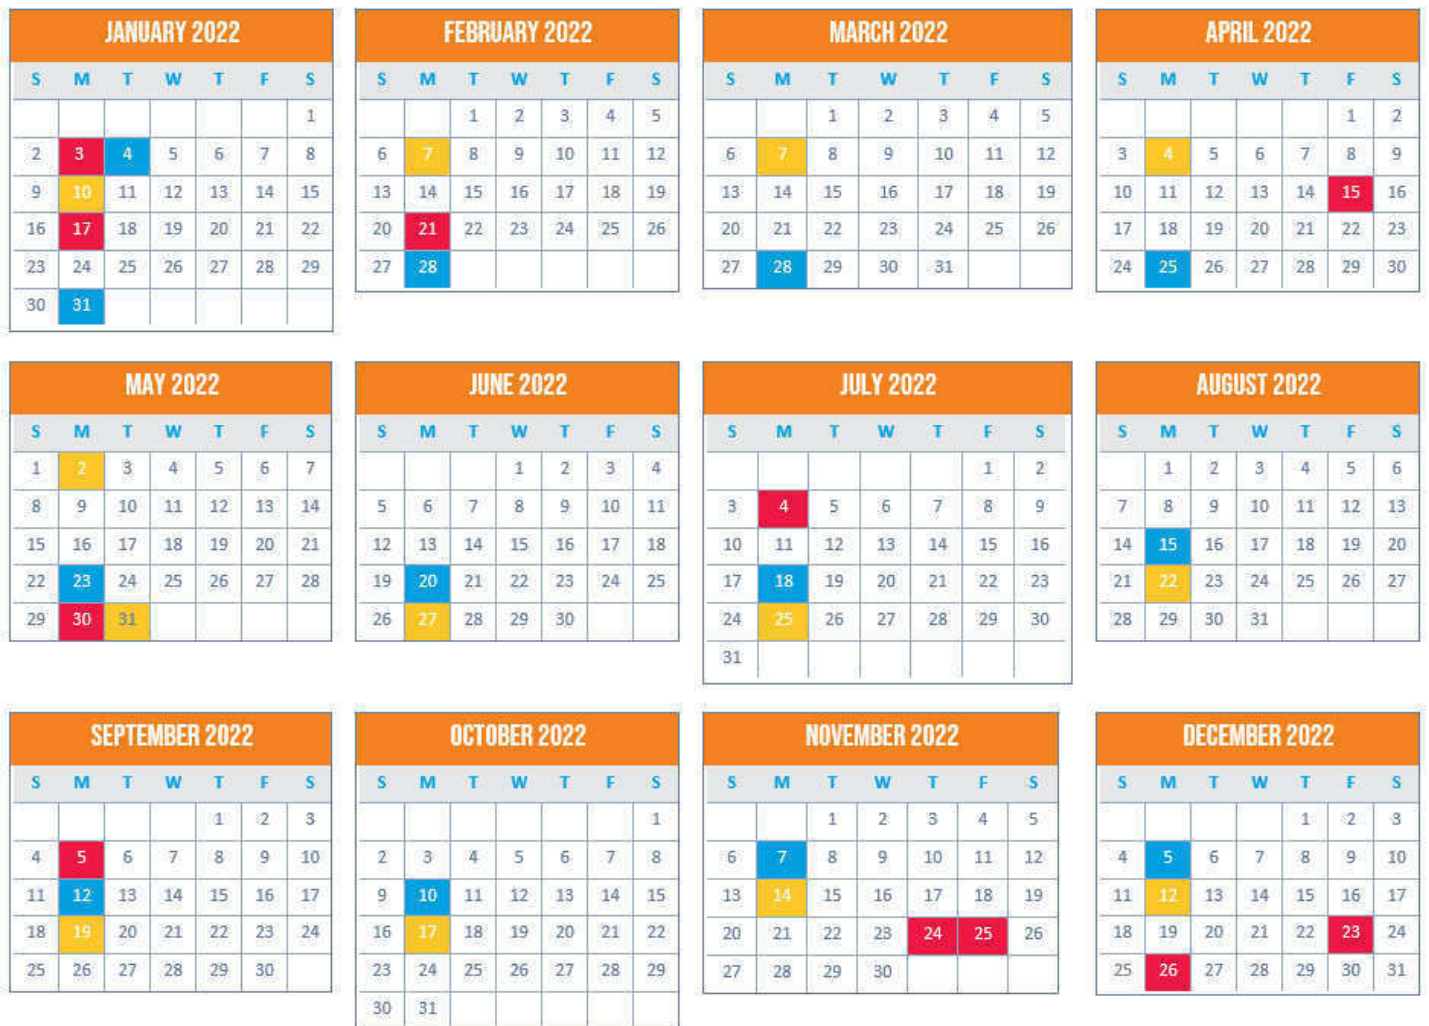 JANUARY 2022
S M T W T F S
1
2 3 4 5 6 7 8
9 10 11 12 13 14 15
16 17 18 19 20 21 22
23 24 25 26 27 28 29
30 31
FEBRUARY 2022
S M T W T F S
1 2 3 4 5
6 7 8 9 10 11 12
13 14 15 16 17 18 19
20 21 22 23 24 25 26
27 28
MARCH 2022
S M T W T F S
1 2 3 4 5
6 7 8 9 10 11 12
13 14 15 16 17 18 19
20 21 22 23 24 25 26
27 28 29 30 31
APRIL 2022
S M T W T F S
1 2
3 4 5 6 7 8 9
10 11 12 13 14 15 16
17 18 19 20 21 22 23
24 25 26 27 28 29 30
MAY 2022
S M T W T F S
1 2 3 4 5 6 7
8 9 10 11 12 13 14
15 16 17 18 19 20 21
22 23 24 25 26 27 28
29 30 31
JUNE 2022
S M T W T F S
1 2 3 4
5 6 7 8 9 10 11
12 13 14 15 16 17 18
19 20 21 22 23 24 25
26 27 28 29 30
JULY 2022
S M T W T F S
1 2
3 4 5 6 7 8 9
10 11 12 13 14 15 16
17 18 19 20 21 22 23
24 25 26 27 28 29 30
31
AUGUST 2022
S M T W T F S
1 2 3 4 5 6
7 8 9 10 11 12 13
14 15 16 17 18 19 20
21 22 23 24 25 26 27
28 29 30 31
SEPTEMBER 2022
S M T W T F S
1 2 3
4 5 6 7 8 9 10
11 12 13 14 15 16 17
18 19 20 21 22 23 24
25 26 27 28 29 30
OCTOBER 2022
S M T W T F S
1
2 3 4 5 6 7 8
9 10 11 12 13 14 15
16 17 18 19 20 21 22
23 24 25 26 27 28 29
30 31
NOVEMBER 2022
S M T W T F S
1 2 3 4 5
6 7 8 9 10 11 12
13 14 15 16 17 18 19
20 21 22 23 24 25 26
27 28 29 30
DECEMBER 2022
S M T W T F S
1 2 3
4 5 6 7 8 9 10
11 12 13 14 15 16 17
18 19 20 21 22 23 24
25 26 27 28 29 30 31